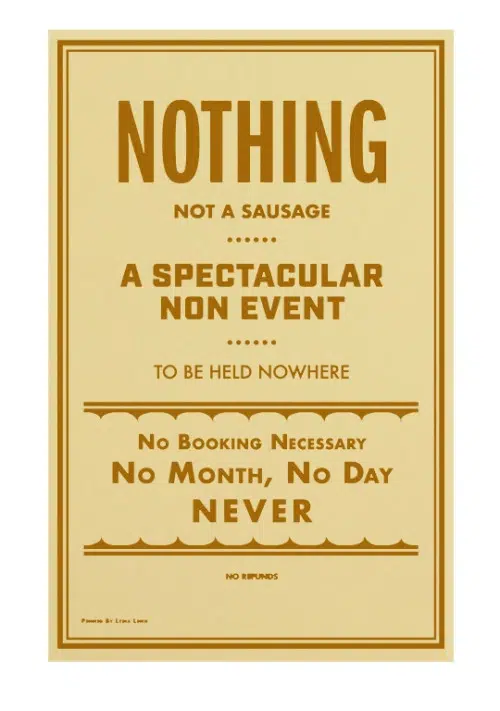 NOTHING
NOT A SAUSAGE
A SPECTACULAR
NON EVENT
TO BE HELD NOWHERE
No Booking Necessary
No Month, No Day
NEVER
NO REFUNDS
By